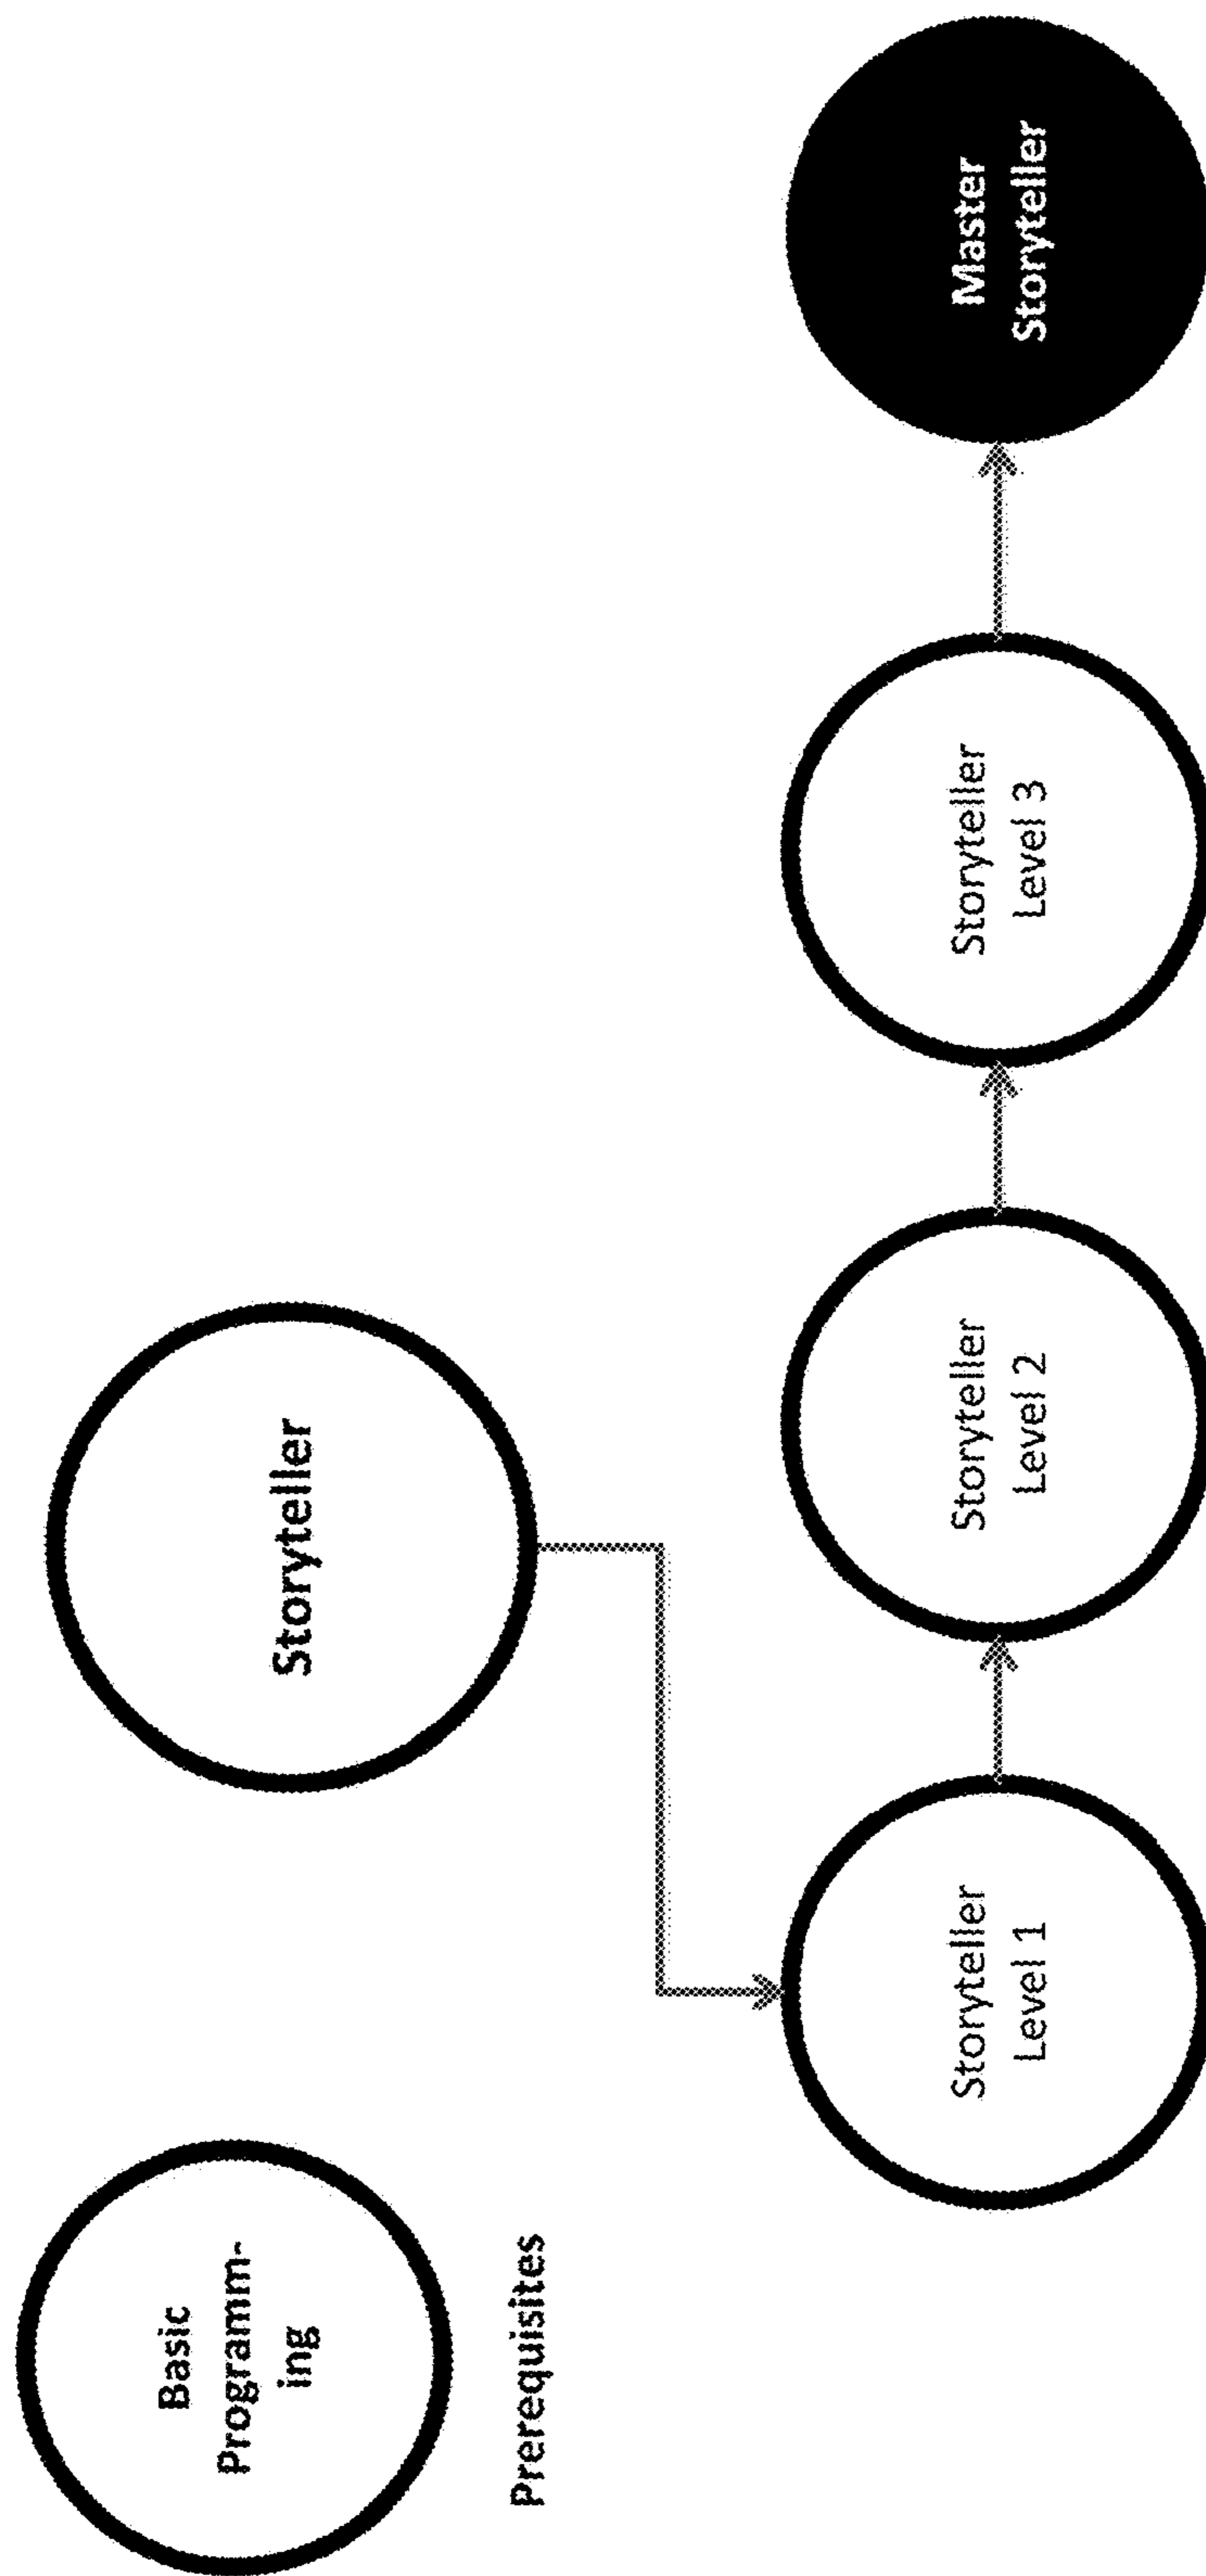 Basic
Programm-
ing
Prerequisites
Storyteller
Storyteller
Level 1
Storyteller
Level 2
Storyteller
Level 3
Master
Storyteller